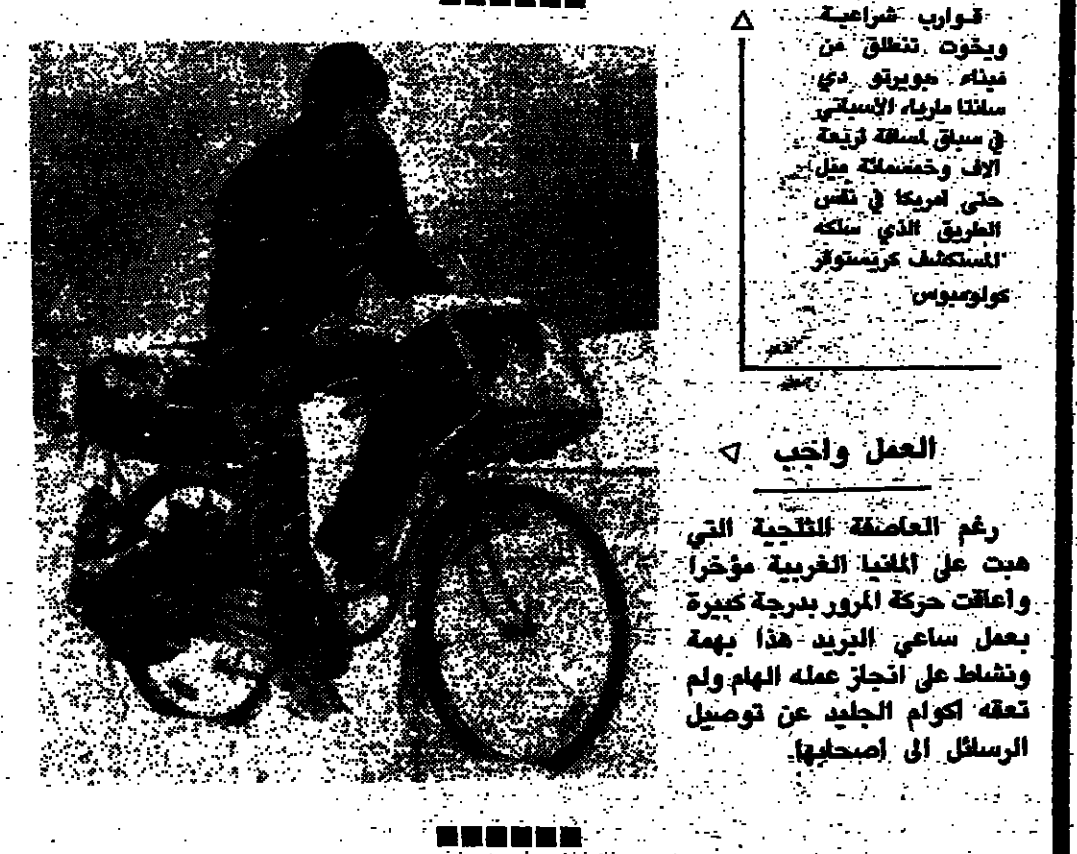 قوارب شراعية
ويخوت تنطلق من
ميناء بويرتو دي
سانتا ماريا، الاسباني
في سباق لمسافة اربعة
آلاف وخمسمائة ميل
حتى امريكا في نفس
الطريق الذي سلكه
المستكشف كريستوفر
كولومبوس
العمل واجب
رغم العاصفة الثلجية التي
هبت على المانيا الغربية مؤخرا
واعاقت حركة المرور بدرجة كبيرة
يعمل ساعي البريد هذا بهمة
ونشاط على انجاز عمله الهام ولم
تعقه اكوام الجليد عن توصيل
الرسائل الى اصحابها.